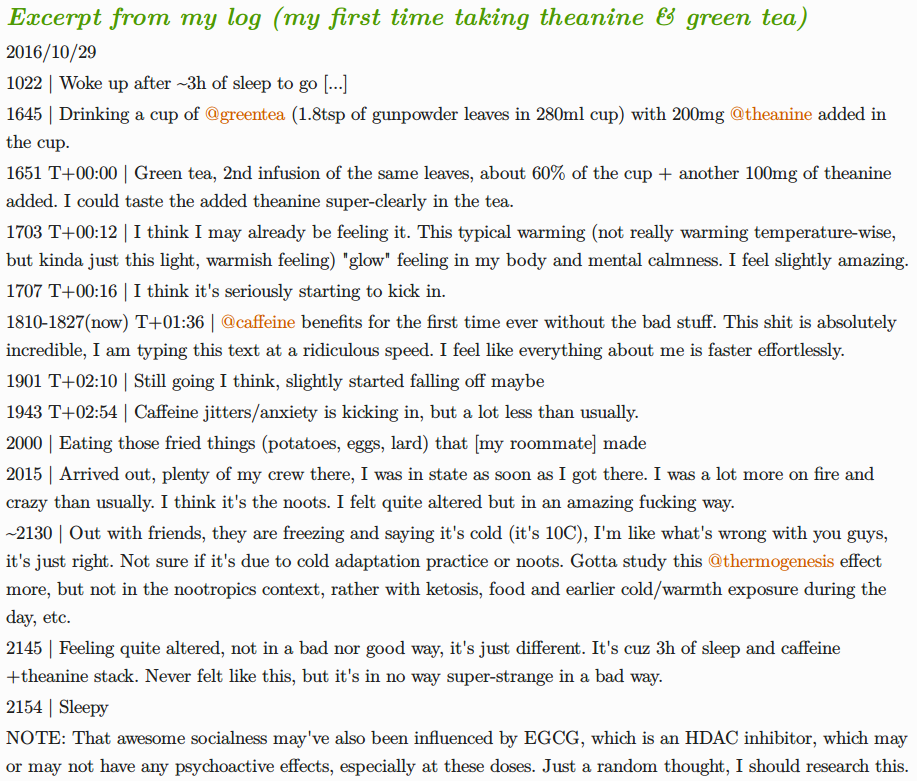 Excerpt from my log (my first time taking theanine & green tea)
2016/10/29
1022 | Woke up after ~3h of sleep to go [...]
1645 | Drinking a cup of @greentea (1.8tsp of gunpowder leaves in 280ml cup) with 200mg @theanine added in
the cup.
1651 T+00:00 | Green tea, 2nd infusion of the same leaves, about 60% of the cup + another 100mg of theanine
added. I could taste the added theanine super-clearly in the tea.
1703 T+00:12 | I think I may already be feeling it. This typical warming (not really warming temperature-wise,
but kinda just this light, warmish feeling) "glow" feeling in my body and mental calmness. I feel slightly amazing.
1707 T+00:16 | I think it's seriously starting to kick in.
1810-1827(now) T+01:36 | @caffeine benefits for the first time ever without the bad stuff. This shit is absolutely
incredible, I am typing this text at a ridiculous speed. I feel like everything about me is faster effortlessly.
1901 T+02:10 | Still going I think, slightly started falling off maybe
1943 T+02:54 | Caffeine jitters/anxiety is kicking in, but a lot less than usually.
2000 | Eating those fried things (potatoes, eggs, lard) that [my roommate] made
2015 | Arrived out, plenty of my crew there, I was in state as soon as I got there. I was a lot more on fire and
crazy than usually. I think it's the noots. I felt quite altered but in an amazing fucking way.
~2130 | Out with friends, they are freezing and saying it's cold (it's 10C), I'm like what's wrong with you guys,
it's just right. Not sure if it's due to cold adaptation practice or noots. Gotta study this @thermogenesis effect
more, but not in the nootropics context, rather with ketosis, food and earlier cold/warmth exposure during the
day, etc.
2145 | Feeling quite altered, not in a bad nor good way, it's just different. It's cuz 3h of sleep and caffeine
+theanine stack. Never felt like this, but it's in no way super-strange in a bad way.
2154 | Sleepy
NOTE: That awesome socialness may've also been influenced by EGCG, which is an HDAC inhibitor, which may
or may not have any psychoactive effects, especially at these doses. Just a random thought, I should research this.